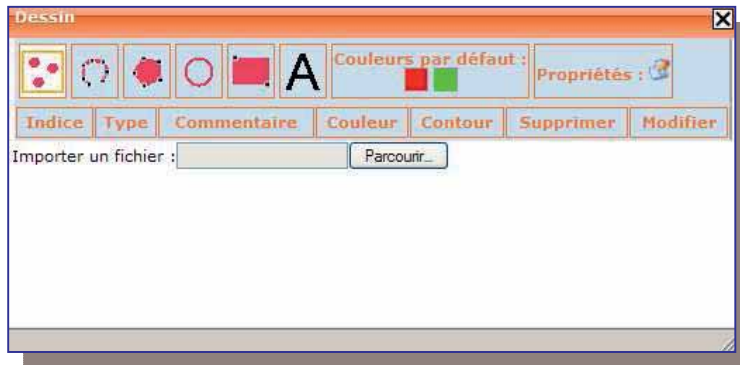 Dessin
A
Couleurs par défaut :
Propriétés :
Indice Type Commentaire Couleur Contour Supprimer Modifier
Importer un fichier : Parcourir...